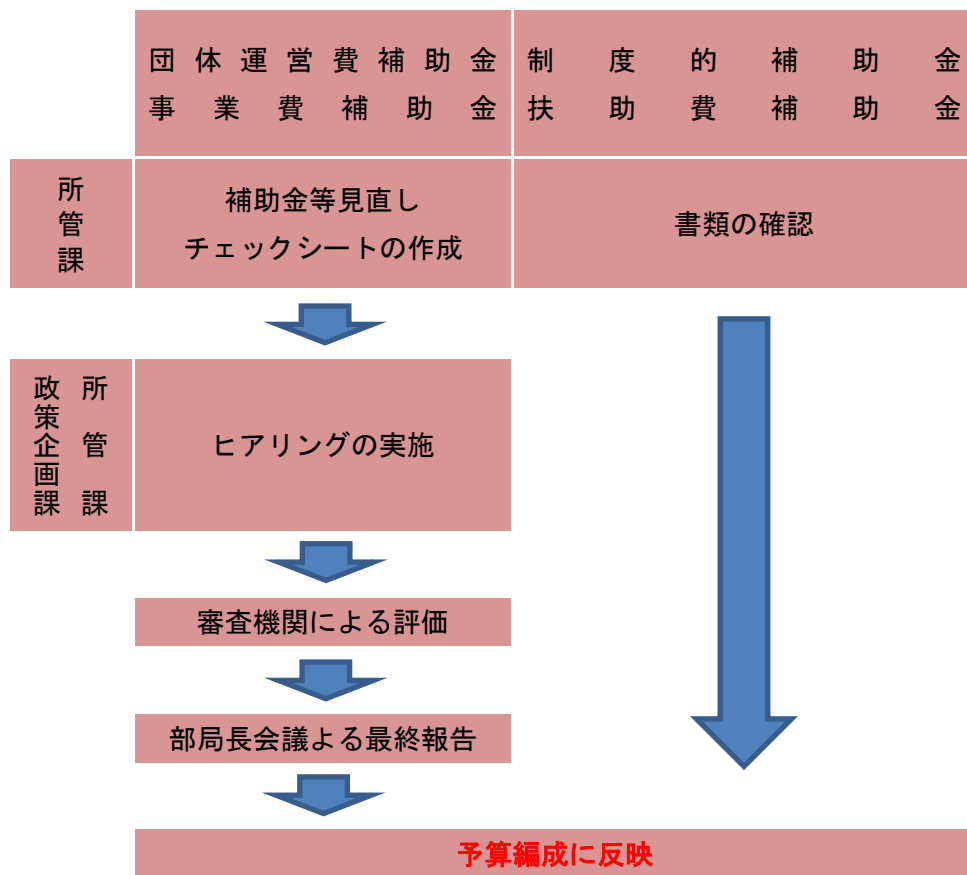 団体運営費補助金
事業費補助金
制度的補助金
扶助費補助金
所管課
補助金等見直し
チェックシートの作成
書類の確認
所管課
政策企画課
ヒアリングの実施
審査機関による評価
部局長会議よる最終報告
予算編成に反映